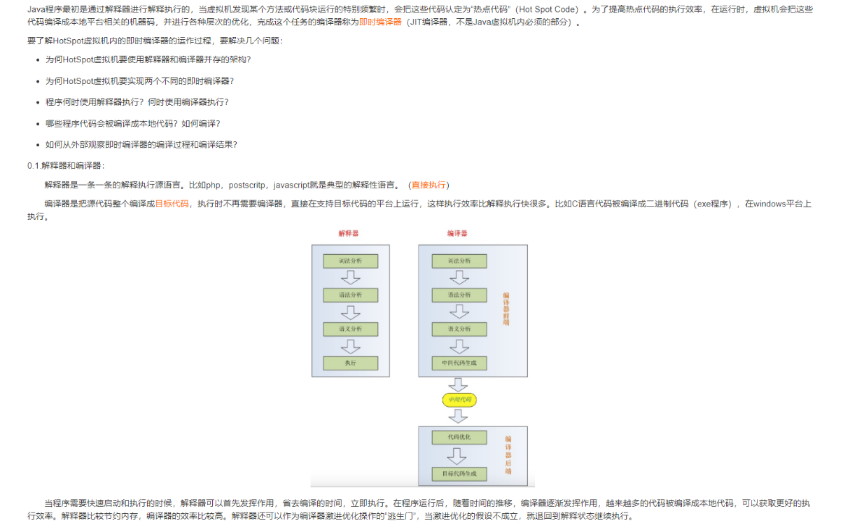 Java程序最初是通过解释器进行解释执行的，当虚拟机发现某个方法或代码块运行的特别频繁时，会把这些代码认定为"热点代码"（Hot Spot Code）。为了提高热点代码的执行效率，在运行时，虚拟机会把这些
代码编译成本地平台相关的机器码，并进行各种层次的优化，完成这个任务的编译器称为即时编译器（JIT编译器，不是Java虚拟机内必须的部分）。
要了解HotSpot虚拟机内的即时编译器的运作过程，要解决几个问题：
• 为何HotSpot虚拟机要使用解释器和编译器并存的架构？
• 为何HotSpot虚拟机要实现两个不同的即时编译器？
• 程序何时使用解释器执行？何时使用编译器执行？
• 哪些程序代码会被编译成本地代码？如何编译？
• 如何从外部观察即时编译器的编译过程和编译结果？
0.1.解释器和编译器：
解释器是一条一条的解释执行源语言。比如php，postscritp，javascript就是典型的解释性语言。（直接执行）
编译器是把源代码整个编译成目标代码，执行时不再需要编译器，直接在支持目标代码的平台上运行，这样执行效率比解释执行快很多。比如C语言代码被编译成二进制代码（exe程序），在windows平台上
执行。
解释器
词法分析
语法分析
语义分析
执行
编译器
词法分析
语法分析
语义分析
中间代码生成
编译器前端
中间代码
代码优化
目标代码生成
编译器后端
当程序需要快速启动和执行的时候，解释器可以首先发挥作用，省去编译的时间，立即执行。在程序运行后，随着时间的推移，编译器逐渐发挥作用，越来越多的代码被编译成本地代码，可以获取更好的执
行效率。解释器比较节约内存，编译器的效率比较高。解释器还可以作为编译器激进优化操作的"逃生门"，当激进优化的假设不成立，就退回到解释状态继续执行。